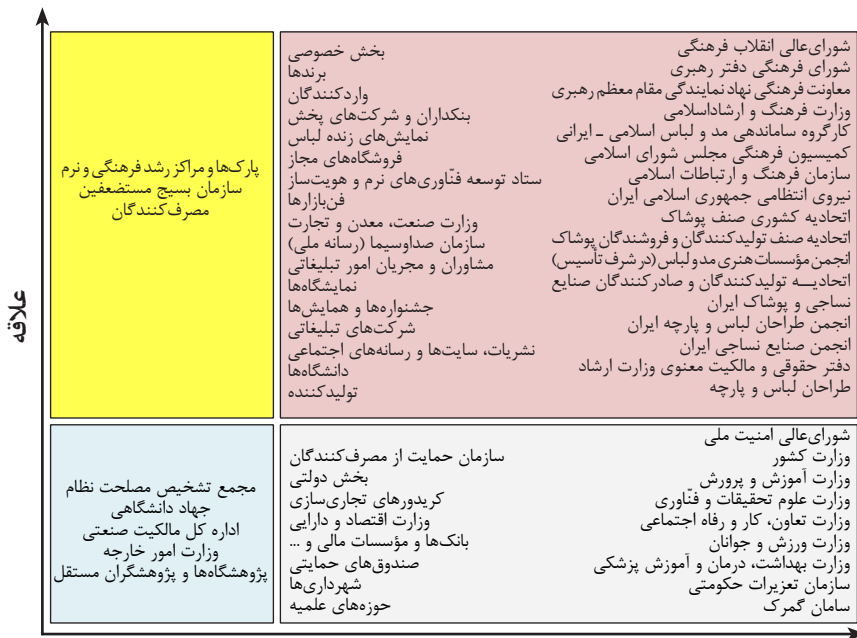 شورای‌عالی انقلاب فرهنگی
شورای فرهنگی دفتر رهبری
معاونت فرهنگی نهاد نمایندگی مقام معظم رهبری
وزارت فرهنگ و ارشاداسلامی
کارگروه ساماندهی مد و لباس اسلامی ـ ایرانی
کمیسیون فرهنگی مجلس شورای اسلامی
سازمان فرهنگ و ارتباطات اسلامی
نیروی انتظامی جمهوری اسلامی ایران
اتحادیه کشوری صنف پوشاک
اتحادیه صنف تولیدکنندگان و فروشندگان پوشاک
انجمن مؤسسات هنری مد و لباس (در شرف تأسیس)
اتحادیـــه تولیدکنندگان و صادرکنندگان صنایع
نساجی و پوشاک ایران
انجمن طراحان لباس و پارچه ایران
انجمن صنایع نساجی ایران
دفتر حقوقی و مالکیت معنوی وزارت ارشاد
طراحان لباس و پارچه
بخش خصوصی
برندها
واردکنندگان
بنکداران و شرکت‌های پخش
نمایش‌های زنده لباس
فروشگاه‌های مجاز
ستاد توسعه فنّاوری‌های نرم و هویت‌ساز
فن‌بازارها
وزارت صنعت، معدن و تجارت
سازمان صداوسیما (رسانه ملی)
مشاوران و مجریان امور تبلیغاتی
نمایشگاه‌ها
جشنواره‌ها و همایش‌ها
شرکت‌های تبلیغاتی
نشریات، سایت‌ها و رسانه‌های اجتماعی
دانشگاه‌ها
تولیدکننده
پارک‌ها و مراکز رشد فرهنگی و نرم
سازمان بسیج مستضعفین
مصرف‌کنندگان
علاقه
شورای‌عالی امنیت ملی
وزارت کشور
وزارت آموزش و پرورش
وزارت علوم تحقیقات و فنّاوری
وزارت تعاون، کار و رفاه اجتماعی
وزارت ورزش و جوانان
وزارت بهداشت، درمان و آموزش پزشکی
سازمان تعزیرات حکومتی
سامان گمرک
سازمان حمایت از مصرف‌کنندگان
بخش دولتی
کریدورهای تجاری‌سازی
وزارت اقتصاد و دارایی
بانک‌ها و مؤسسات مالی و ...
صندوق‌های حمایتی
شهرداری‌ها
حوزه‌های علمیه
مجمع تشخیص مصلحت نظام
جهاد دانشگاهی
اداره کل مالکیت صنعتی
وزارت امور خارجه
پژوهشگاه‌ها و پژوهشگران مستقل